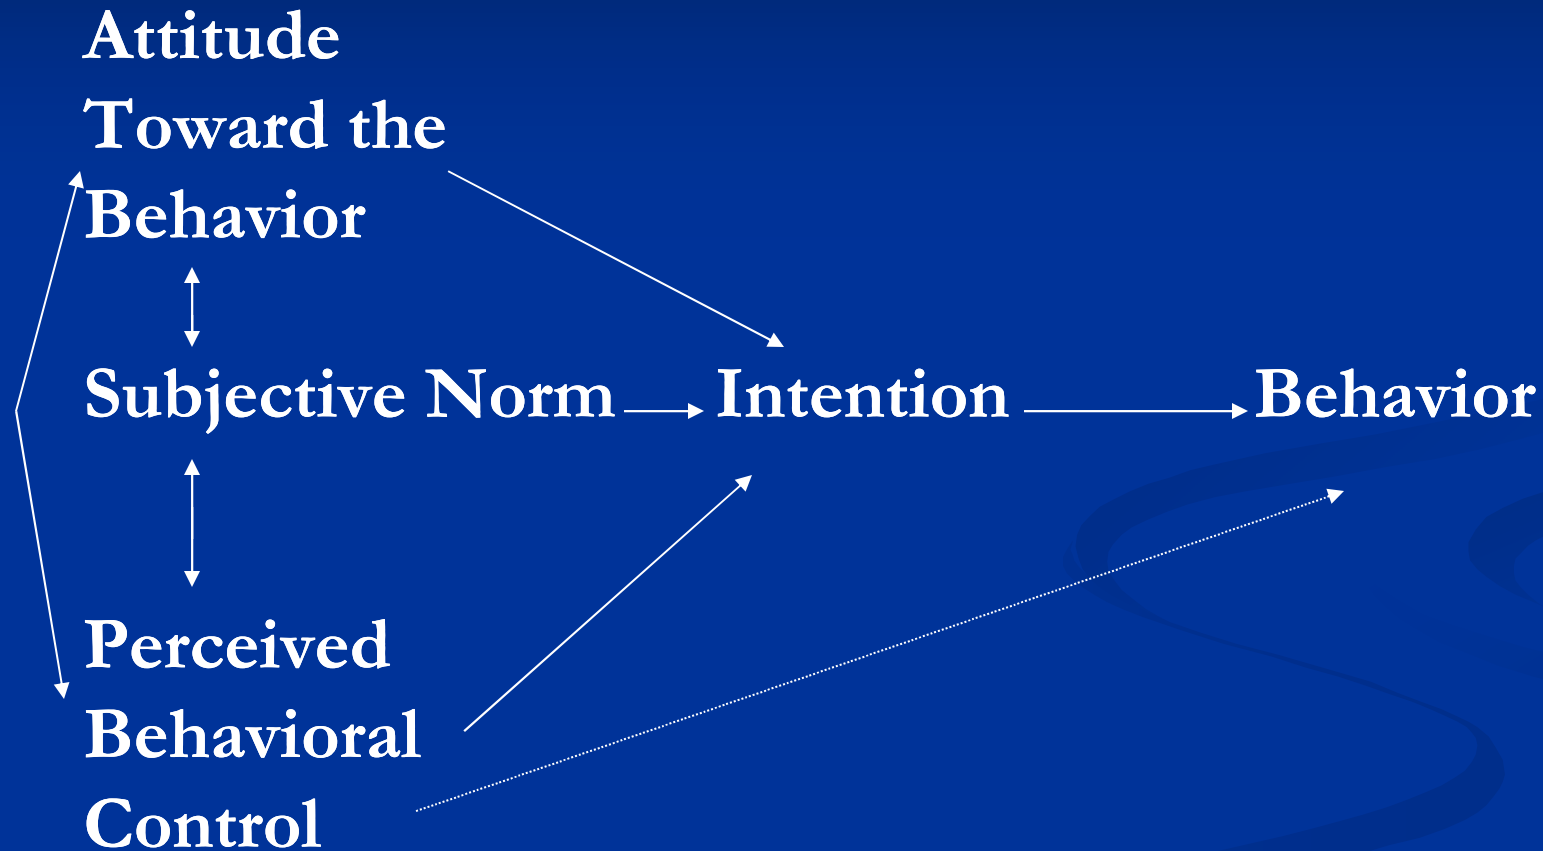 Attitude
Toward the
Behavior
Subjective Norm
Intention
Behavior
Perceived
Behavioral
Control